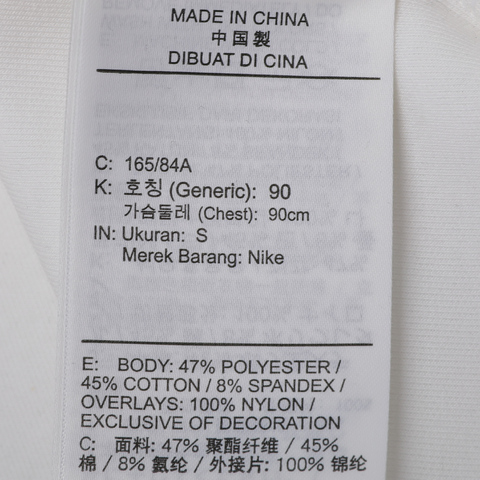 MADE IN CHINA
中国製
DIBUAT DI CINA
C: 165/84A
K: 호칭 (Generic): 90
가슴둘레 (Chest): 90cm
IN: Ukuran: S
Merek Barang: Nike
E: BODY: 47% POLYESTER /
45% COTTON / 8% SPANDEX /
OVERLAYS: 100% NYLON /
EXCLUSIVE OF DECORATION
C: 面料: 47% 聚酯纤维 / 45%
棉 / 8% 氨纶 / 外接片: 100% 锦纶